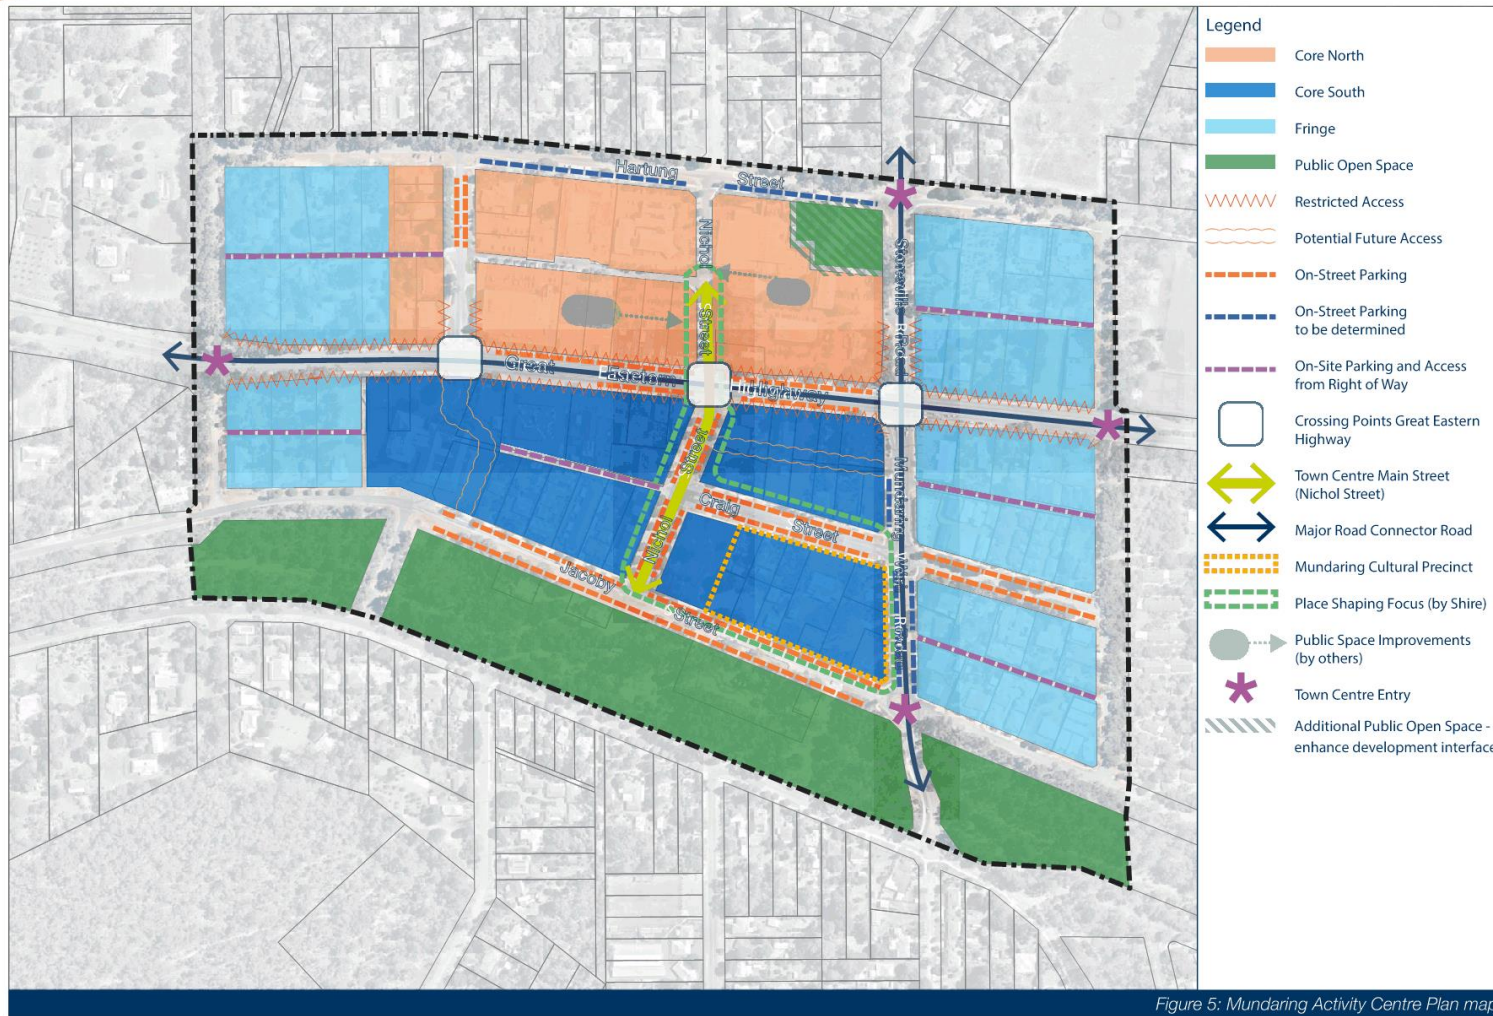 Legend
Core North
Core South
Fringe
Public Open Space
Restricted Access
Potential Future Access
On-Street Parking
On-Street Parking
to be determined
On-Site Parking and Access
from Right of Way
Crossing Points Great Eastern
Highway
Town Centre Main Street
(Nichol Street)
Major Road Connector Road
Mundaring Cultural Precinct
Place Shaping Focus (by Shire)
Public Space Improvements
(by others)
Town Centre Entry
Additional Public Open Space -
enhance development interface
Hartung Street
Nichol
Street
Stoneville Road
Great Eastern Highway
Street
Nichol
Craig Street
Mundaring Weir Road
Jacoby Street
Figure 5: Mundaring Activity Centre Plan map